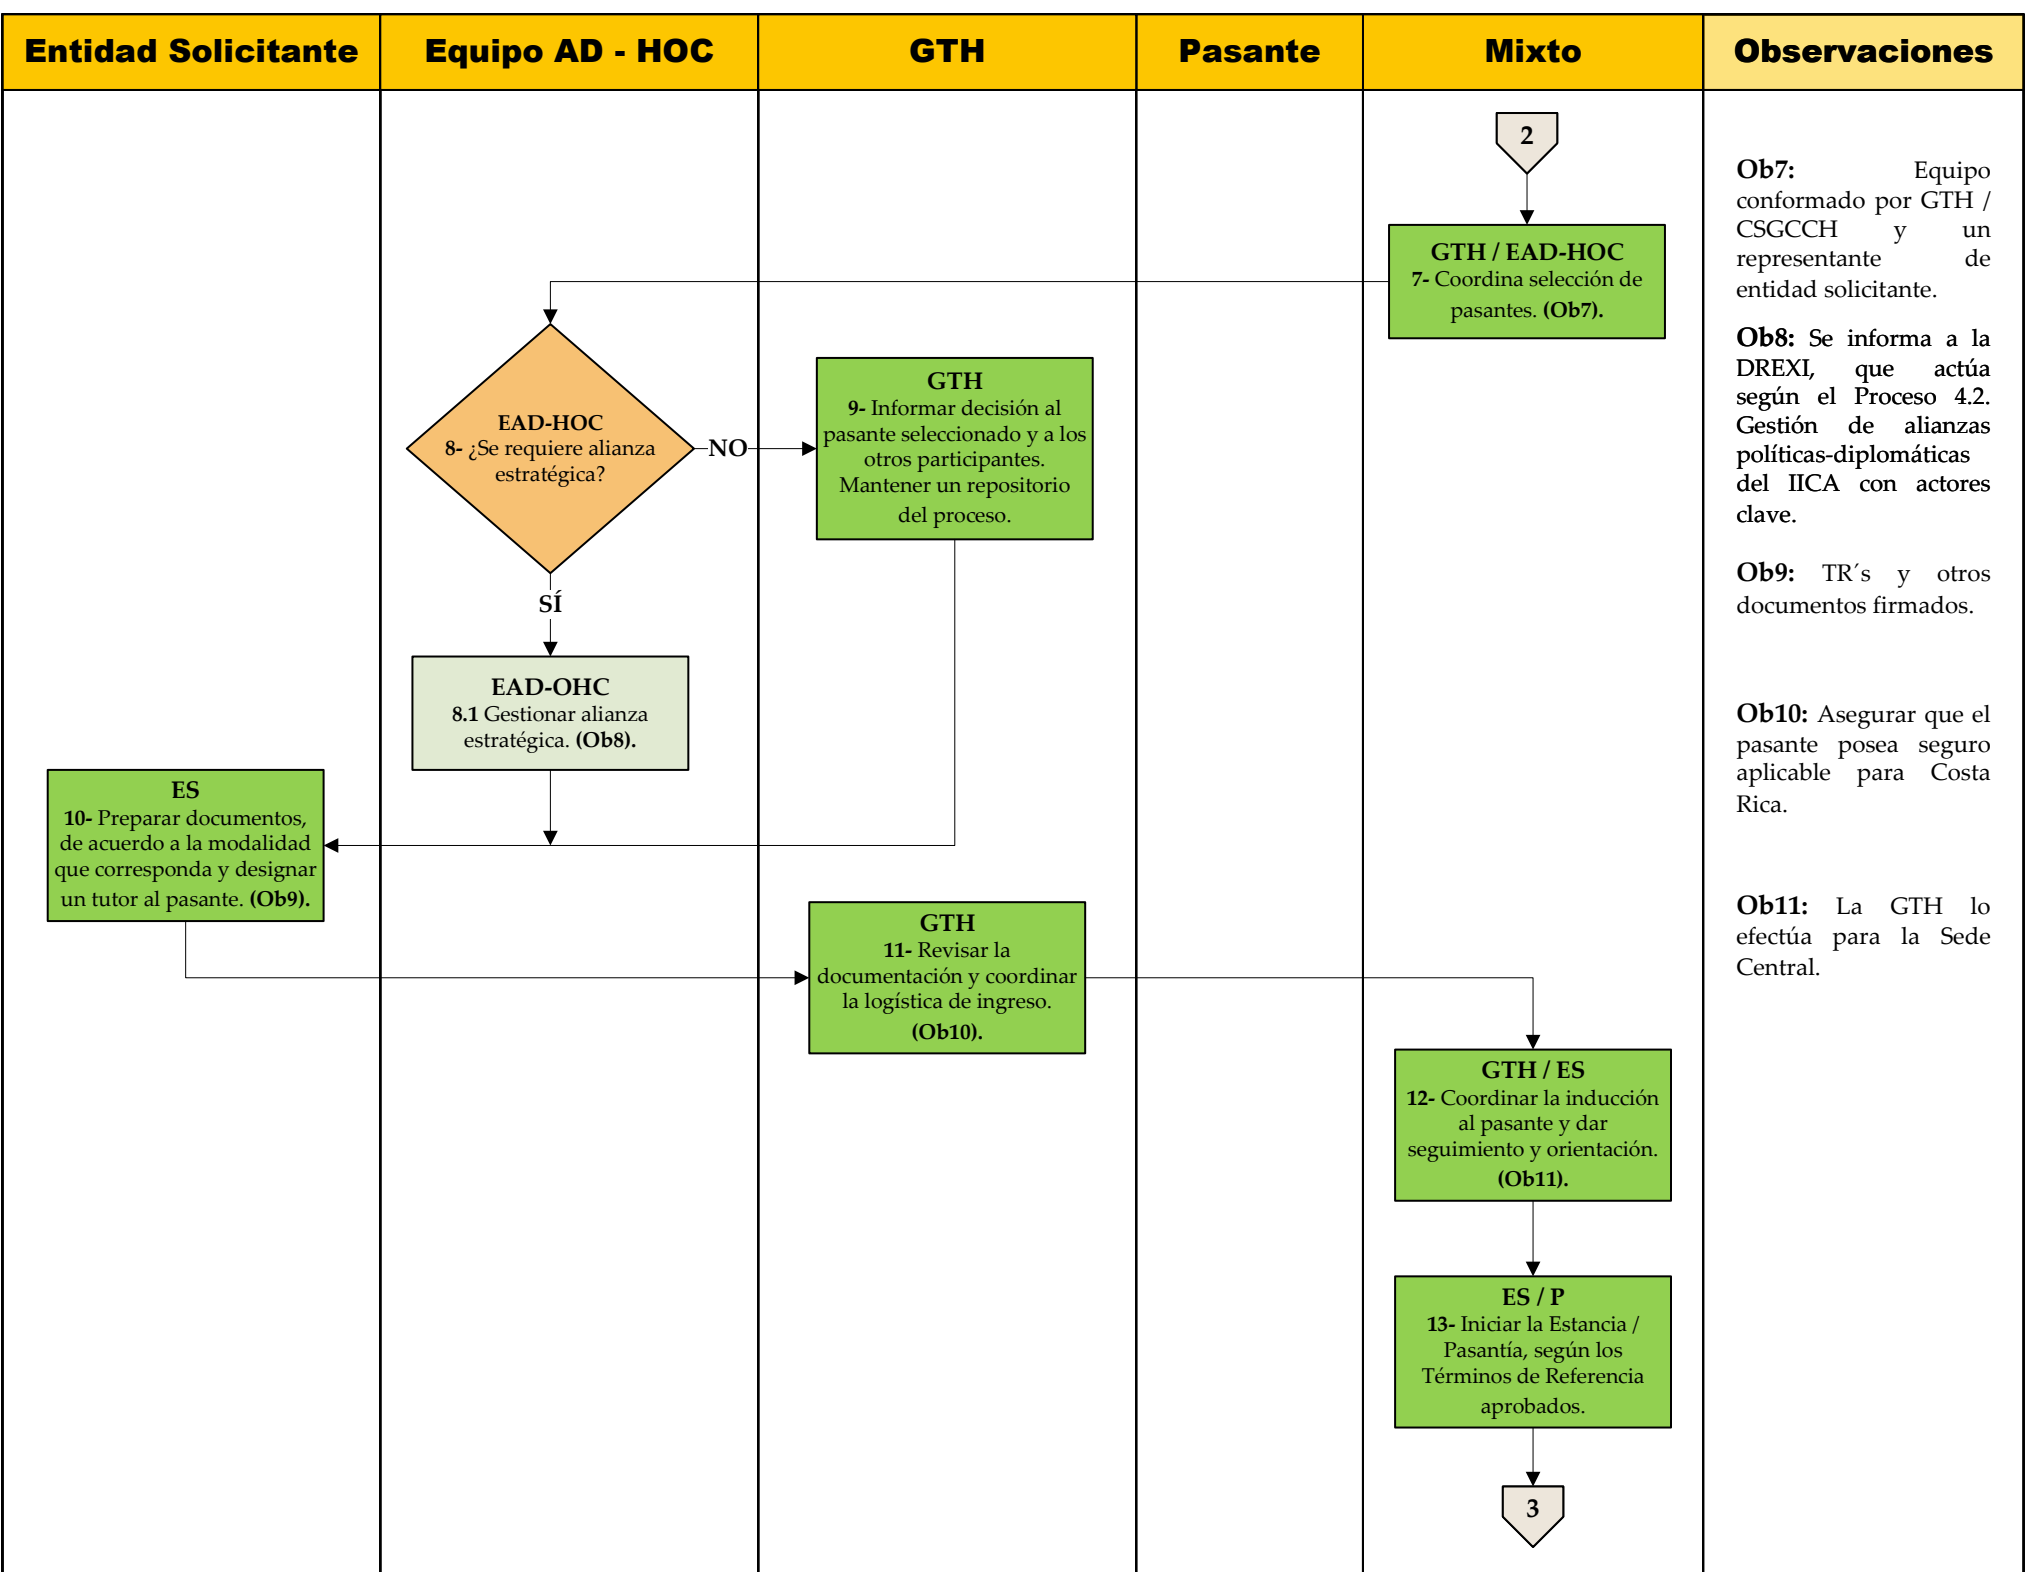 Entidad Solicitante
Equipo AD - HOC
GTH
Pasante
Mixto
Observaciones
2
GTH / EAD-HOC
7- Coordina selección de
pasantes. (Ob7).
EAD-HOC
8- ¿Se requiere alianza
estratégica?
NO
SÍ
GTH
9- Informar decisión al
pasante seleccionado y a los
otros participantes.
Mantener un repositorio
del proceso.
EAD-OHC
8.1 Gestionar alianza
estratégica. (Ob8).
ES
10- Preparar documentos,
de acuerdo a la modalidad
que corresponda y designar
un tutor al pasante. (Ob9).
GTH
11- Revisar la
documentación y coordinar
la logística de ingreso.
(Ob10).
GTH / ES
12- Coordinar la inducción
al pasante y dar
seguimiento y orientación.
(Ob11).
ES / P
13- Iniciar la Estancia /
Pasantía, según los
Términos de Referencia
aprobados.
3
Ob7: Equipo
conformado por GTH /
CSGCCH y un
representante de
entidad solicitante.
Ob8: Se informa a la
DREXI, que actúa
según el Proceso 4.2.
Gestión de alianzas
políticas-diplomáticas
del IICA con actores
clave.
Ob9: TR´s y otros
documentos firmados.
Ob10: Asegurar que el
pasante posea seguro
aplicable para Costa
Rica.
Ob11: La GTH lo
efectúa para la Sede
Central.